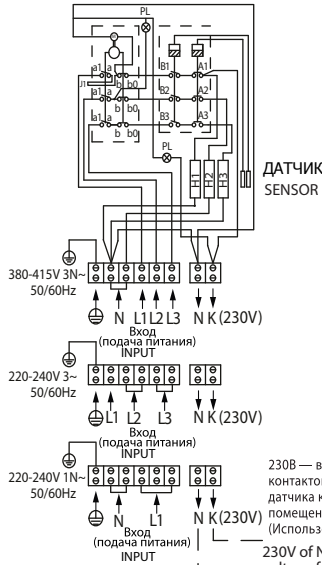 PL
M
a1 a
J1
b b0
B1 A1
a1 a
b b0
B2 A2
a1 a
b b0
B3 A3
PL
H1 H2 H3
ДАТЧИК
SENSOR
380-415V 3N~
50/60Hz
N L1 L2 L3 N K (230V)
Вход
(подача питания)
INPUT
220-240V 3~
50/60Hz
L1 L2 L3 N K (230V)
Вход
(подача питания)
INPUT
220-240V 1N~
50/60Hz
N L1 N K (230V)
Вход
(подача питания)
INPUT
230В — в
контактов
датчика к
помещен
(Использ
230V of N